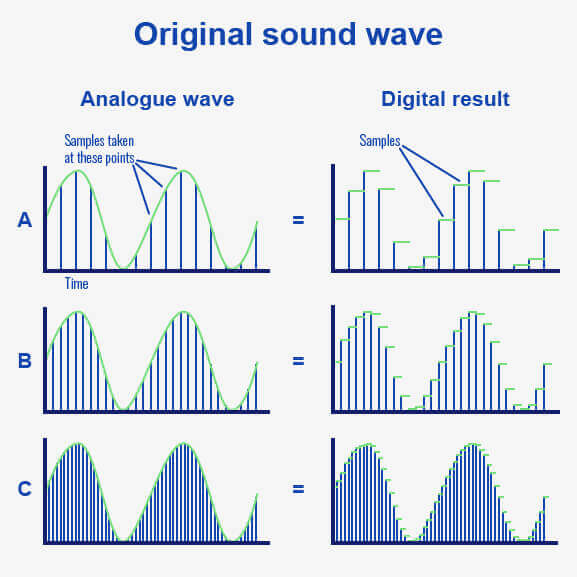 Original sound wave
Analogue wave
Digital result
Samples taken
at these points
Samples
A
=
Time
B
=
C
=